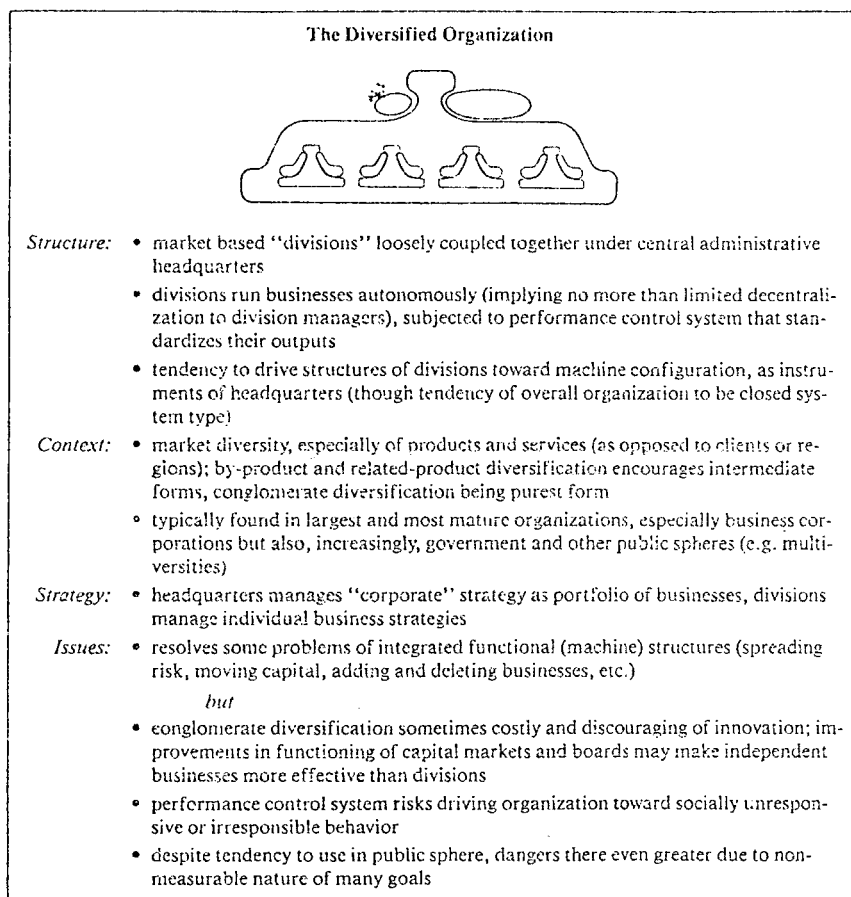 The Diversified Organization
Structure: • market based "divisions" loosely coupled together under central administrative
headquarters
• divisions run businesses autonomously (implying no more than limited decentrali-
zation to division managers), subjected to performance control system that stan-
dardizes their outputs
• tendency to drive structures of divisions toward machine configuration, as instru-
ments of headquarters (though tendency of overall organization to be closed sys-
tem type)
Context: • market diversity, especially of products and services (as opposed to clients or re-
gions); by-product and related-product diversification encourages intermediate
forms, conglomerate diversification being purest form
• typically found in largest and most mature organizations, especially business cor-
porations but also, increasingly, government and other public spheres (e.g. multi-
versities)
Strategy: • headquarters manages "corporate" strategy as portfolio of businesses, divisions
manage individual business strategies
Issues: • resolves some problems of integrated functional (machine) structures (spreading
risk, moving capital, adding and deleting businesses, etc.)
but
• conglomerate diversification sometimes costly and discouraging of innovation; im-
provements in functioning of capital markets and boards may make independent
businesses more effective than divisions
• performance control system risks driving organization toward socially unrespon-
sive or irresponsible behavior
• despite tendency to use in public sphere, dangers there even greater due to non-
measurable nature of many goals